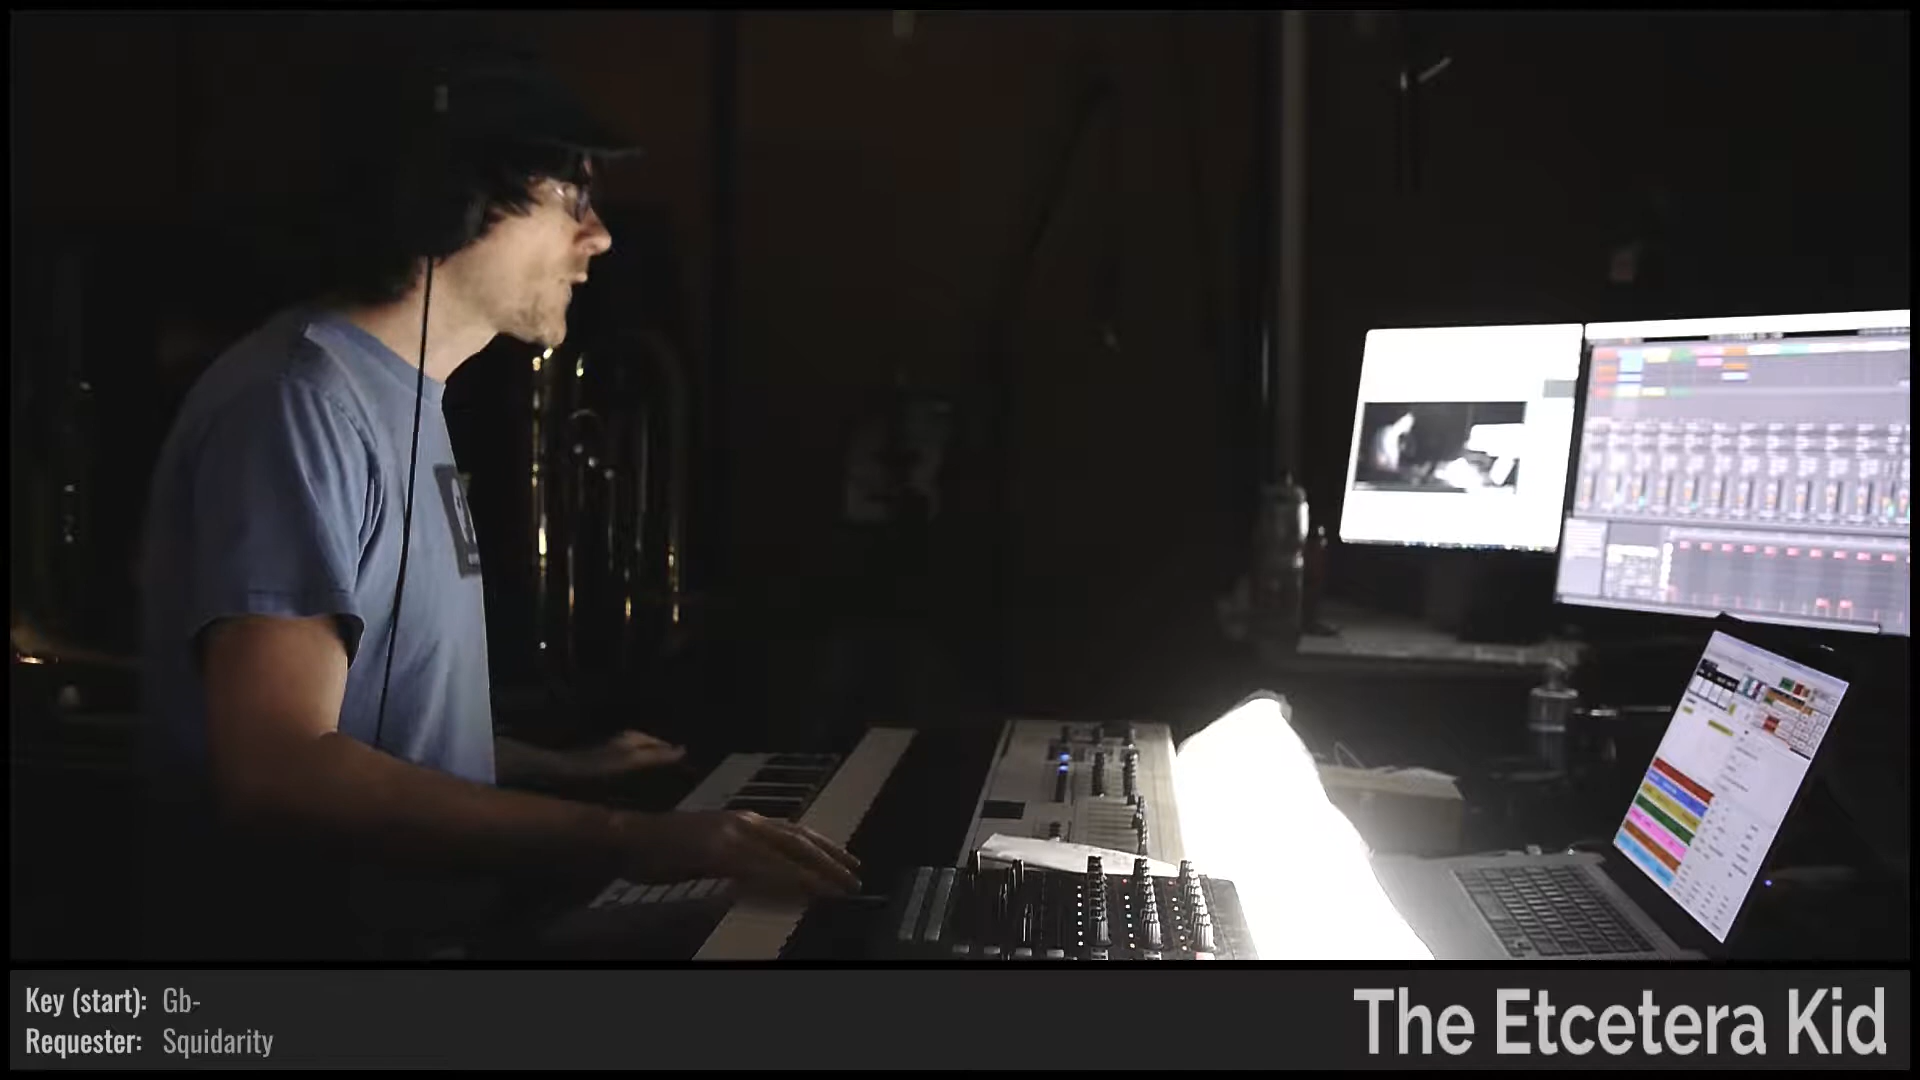 Key (start): Gb-
Requester: Squidarity
The Etcetera Kid